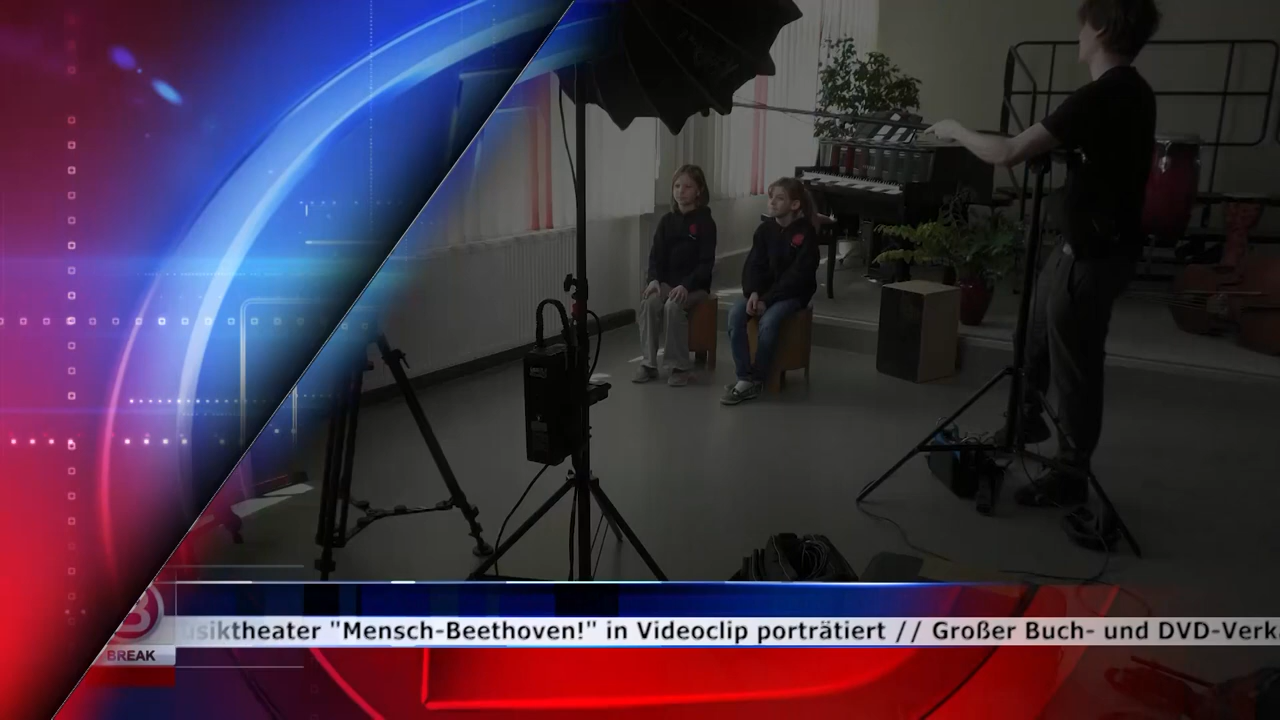 usiktheater "Mensch-Beethoven!" in Videoclip porträtiert // Großer Buch- und DVD-Verk
BREAK